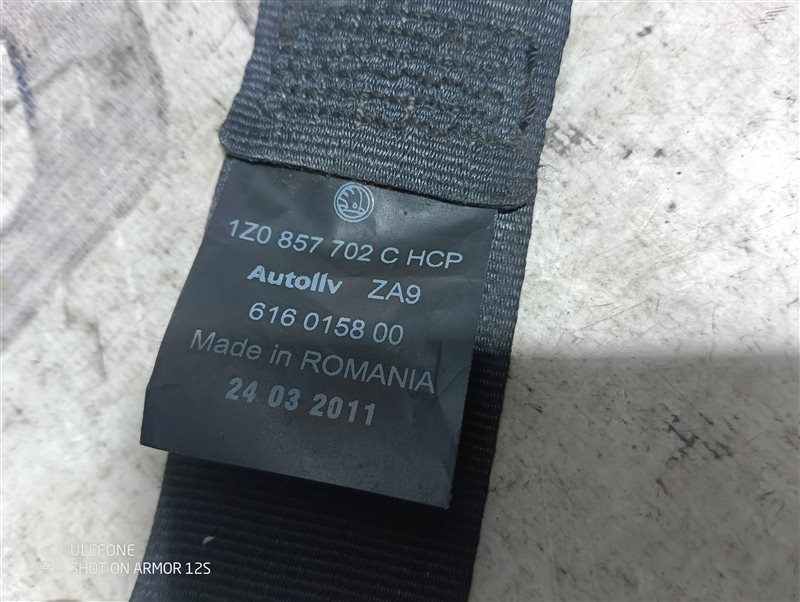 1Z0 857 702 C HCP
Autoliv ZA9
616 0158 00
Made in ROMANIA
24 03 2011
ULEFONE
SHOT ON ARMOR 12S